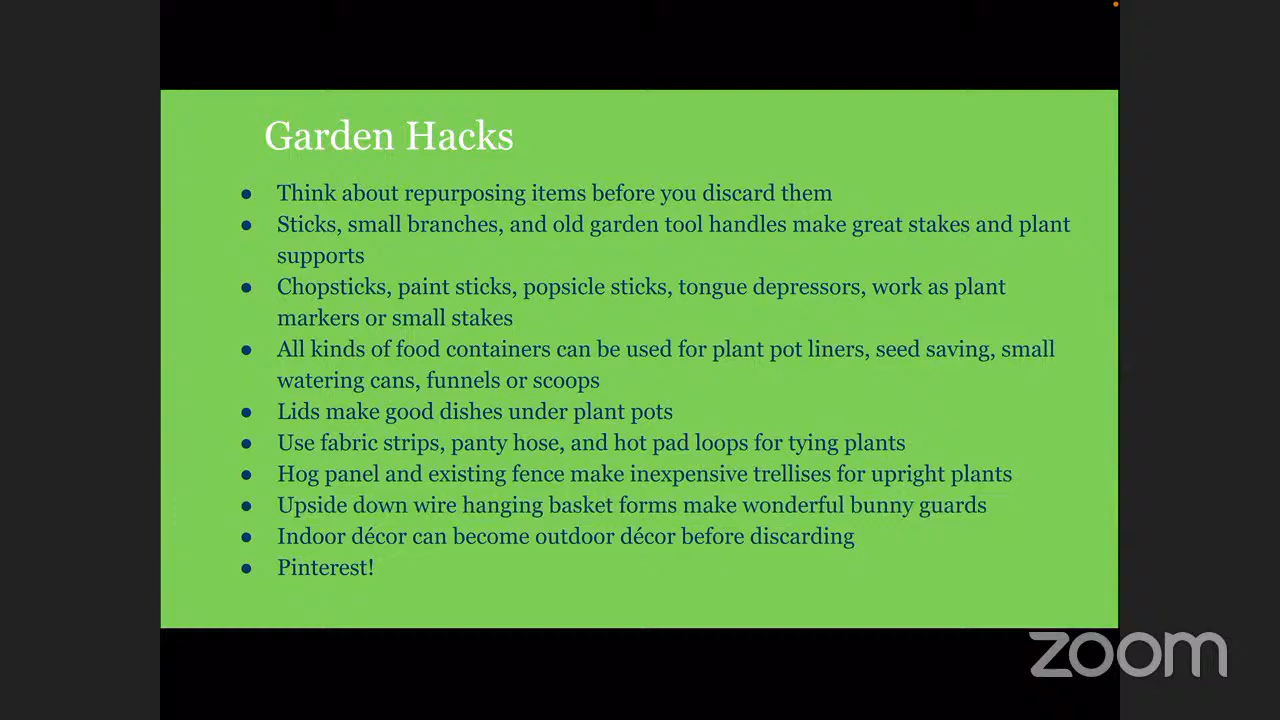 Garden Hacks
● Think about repurposing items before you discard them
● Sticks, small branches, and old garden tool handles make great stakes and plant
supports
● Chopsticks, paint sticks, popsicle sticks, tongue depressors, work as plant
markers or small stakes
● All kinds of food containers can be used for plant pot liners, seed saving, small
watering cans, funnels or scoops
● Lids make good dishes under plant pots
● Use fabric strips, panty hose, and hot pad loops for tying plants
● Hog panel and existing fence make inexpensive trellises for upright plants
● Upside down wire hanging basket forms make wonderful bunny guards
● Indoor décor can become outdoor décor before discarding
● Pinterest!
zoom